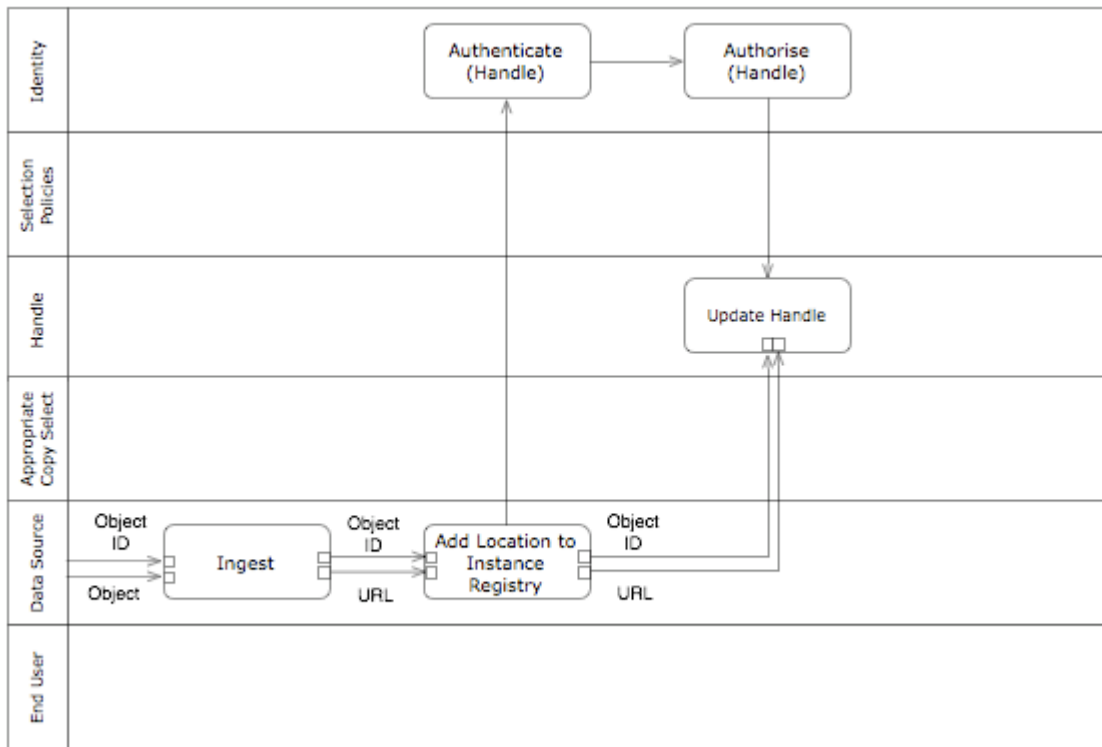 Identity
Authenticate
(Handle)
Authorise
(Handle)
Selection
Policies
Handle
Update Handle
Appropriate
Copy Select
Data Source
Object
ID
Object
Ingest
Object
ID
URL
Add Location to
Instance
Registry
Object
ID
URL
End User